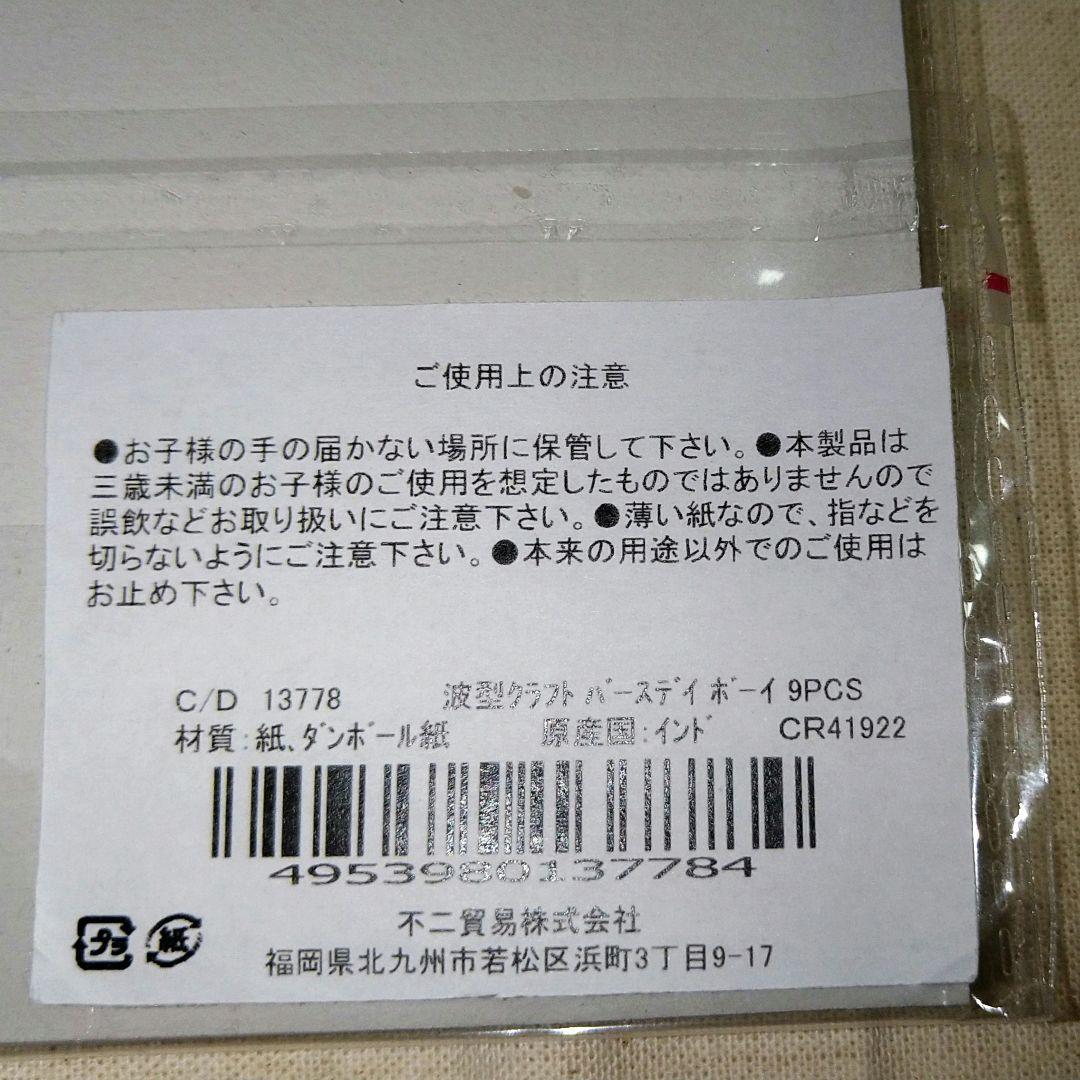 ご使用上の注意
●お子様の手の届かない場所に保管して下さい。●本製品は
三歳未満のお子様のご使用を想定したものではありませんので
誤飲などお取り扱いにご注意下さい。●薄い紙なので、指などを
切らないようにご注意下さい。●本来の用途以外でのご使用は
お止め下さい。
C/D 13778 波型クラフト バースデイ ボーイ 9PCS
材質:紙、ダンボール紙 原産国:インド CR41922
4953980137784
不二貿易株式会社
プラ 紙 福岡県北九州市若松区浜町3丁目9-17